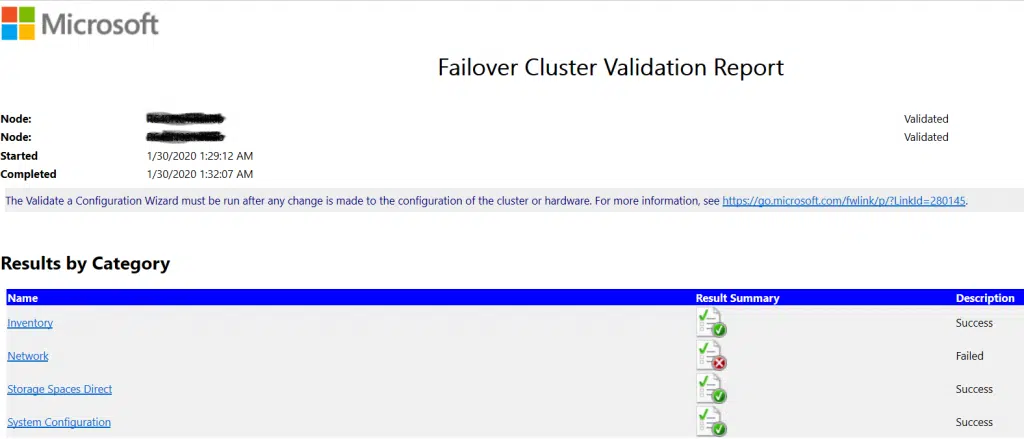 Microsoft
Failover Cluster Validation Report
Node: Validated
Node: Validated
Started 1/30/2020 1:29:12 AM
Completed 1/30/2020 1:32:07 AM
The Validate a Configuration Wizard must be run after any change is made to the configuration of the cluster or hardware. For more information, see https://go.microsoft.com/fwlink/p/?LinkId=280145.
Results by Category
Name Result Summary Description
Inventory Success
Network Failed
Storage Spaces Direct Success
System Configuration Success